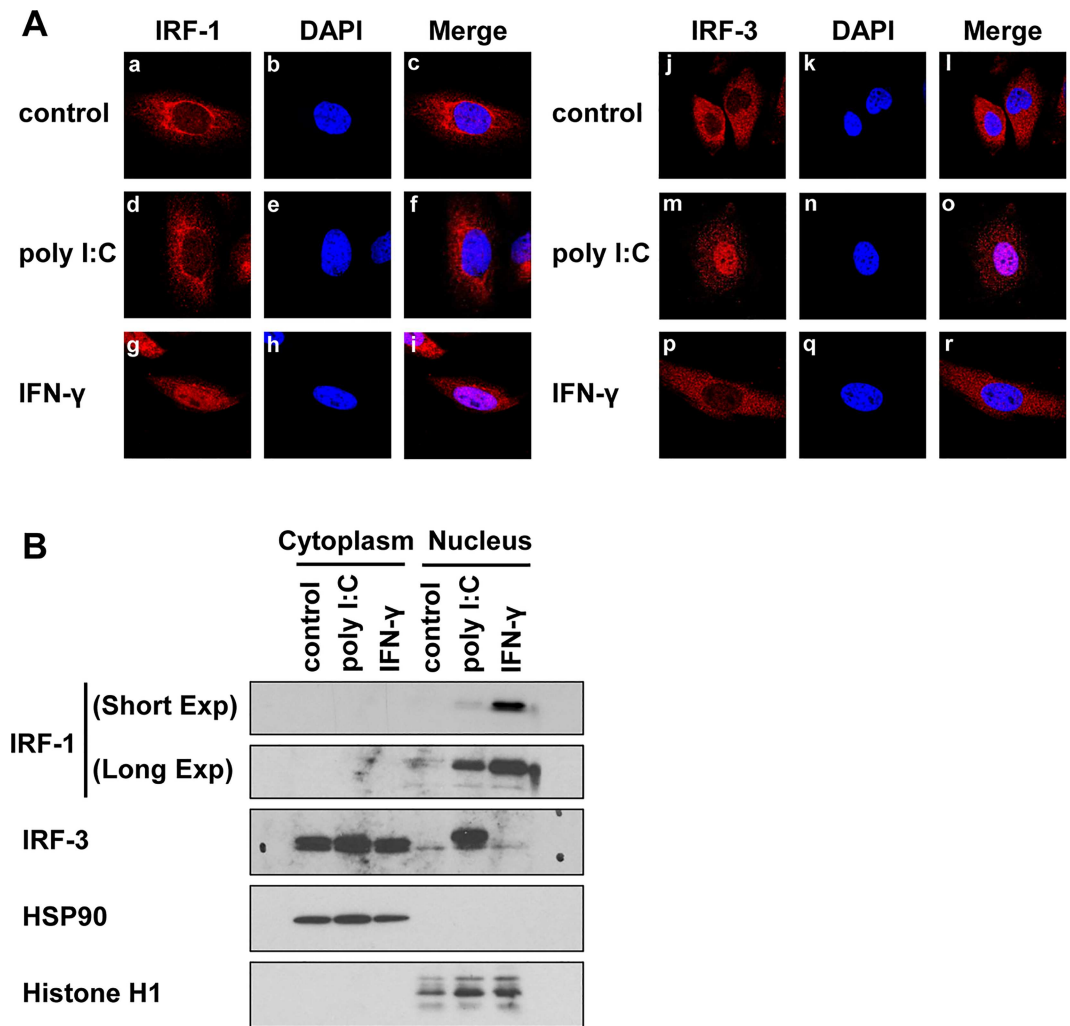 A
IRF-1 DAPI Merge IRF-3 DAPI Merge
control a b c control j k l
poly I:C d e f poly I:C m n o
IFN-γ g h i IFN-γ p q r
B
Cytoplasm Nucleus
control poly I:C IFN-γ control poly I:C IFN-γ
IRF-1
(Short Exp)
(Long Exp)
IRF-3
HSP90
Histone H1